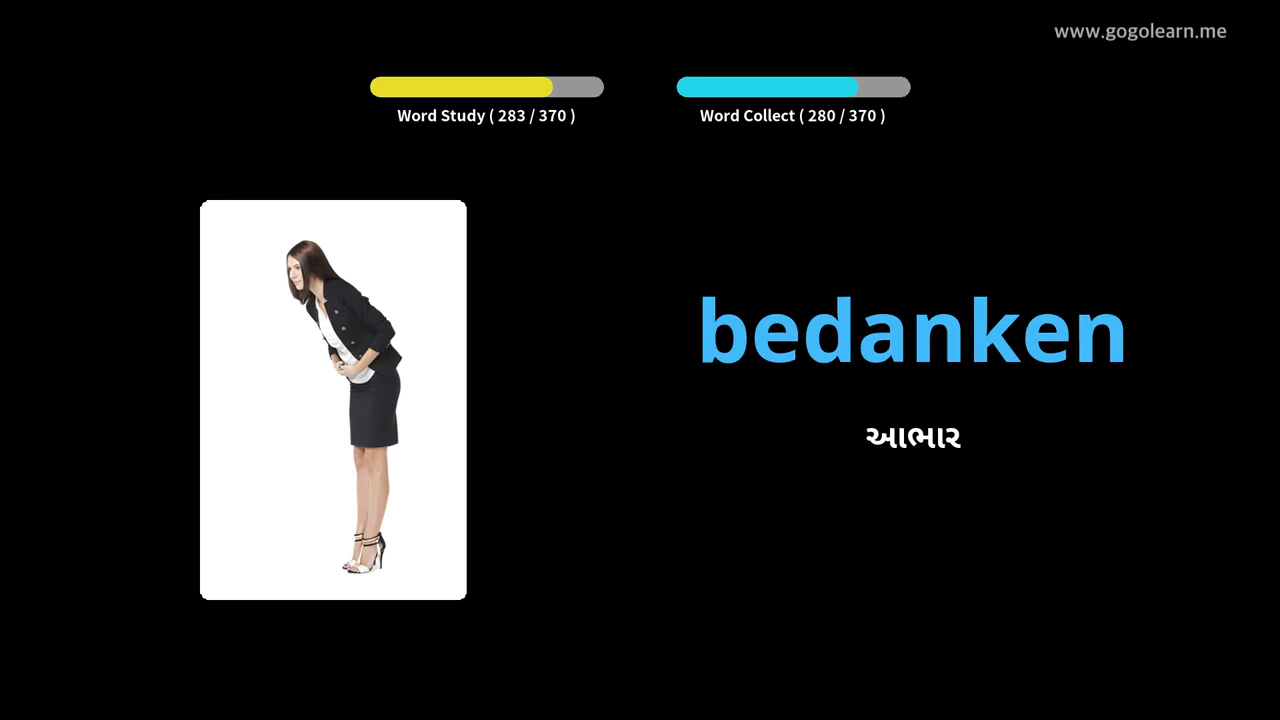 www.gogolearn.me
Word Study ( 283 / 370 )
Word Collect ( 280 / 370 )
bedanken
આભાર